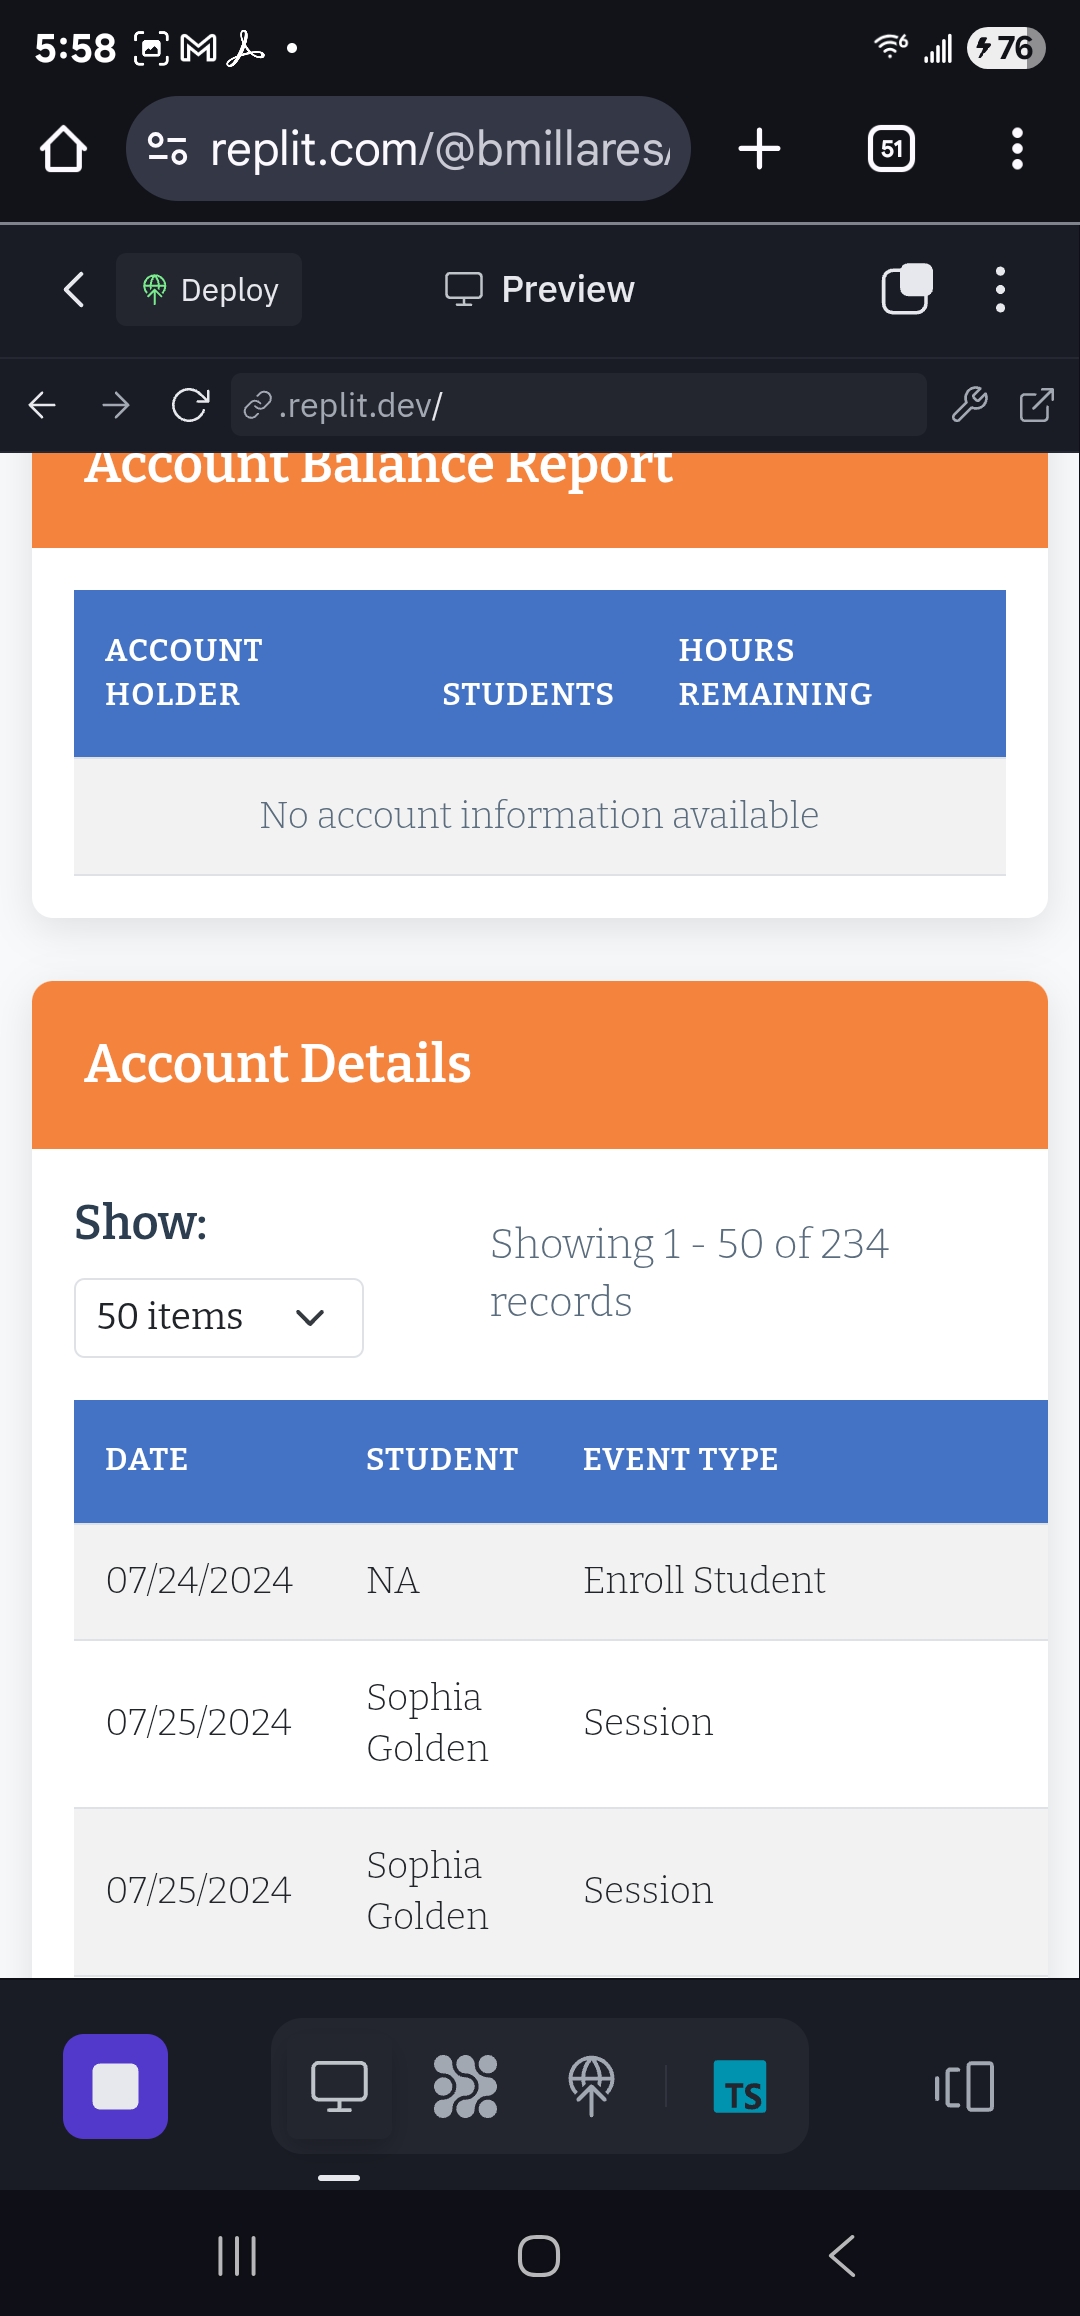 5:58
6
76
replit.com/@bmillares/
51
Deploy
Preview
.replit.dev/
Account Balance Report
ACCOUNT HOLDER
STUDENTS
HOURS REMAINING
No account information available
Account Details
Show:
50 items
Showing 1 - 50 of 234
records
DATE STUDENT EVENT TYPE
07/24/2024 NA Enroll Student
07/25/2024 Sophia Golden Session
07/25/2024 Sophia Golden Session
TS